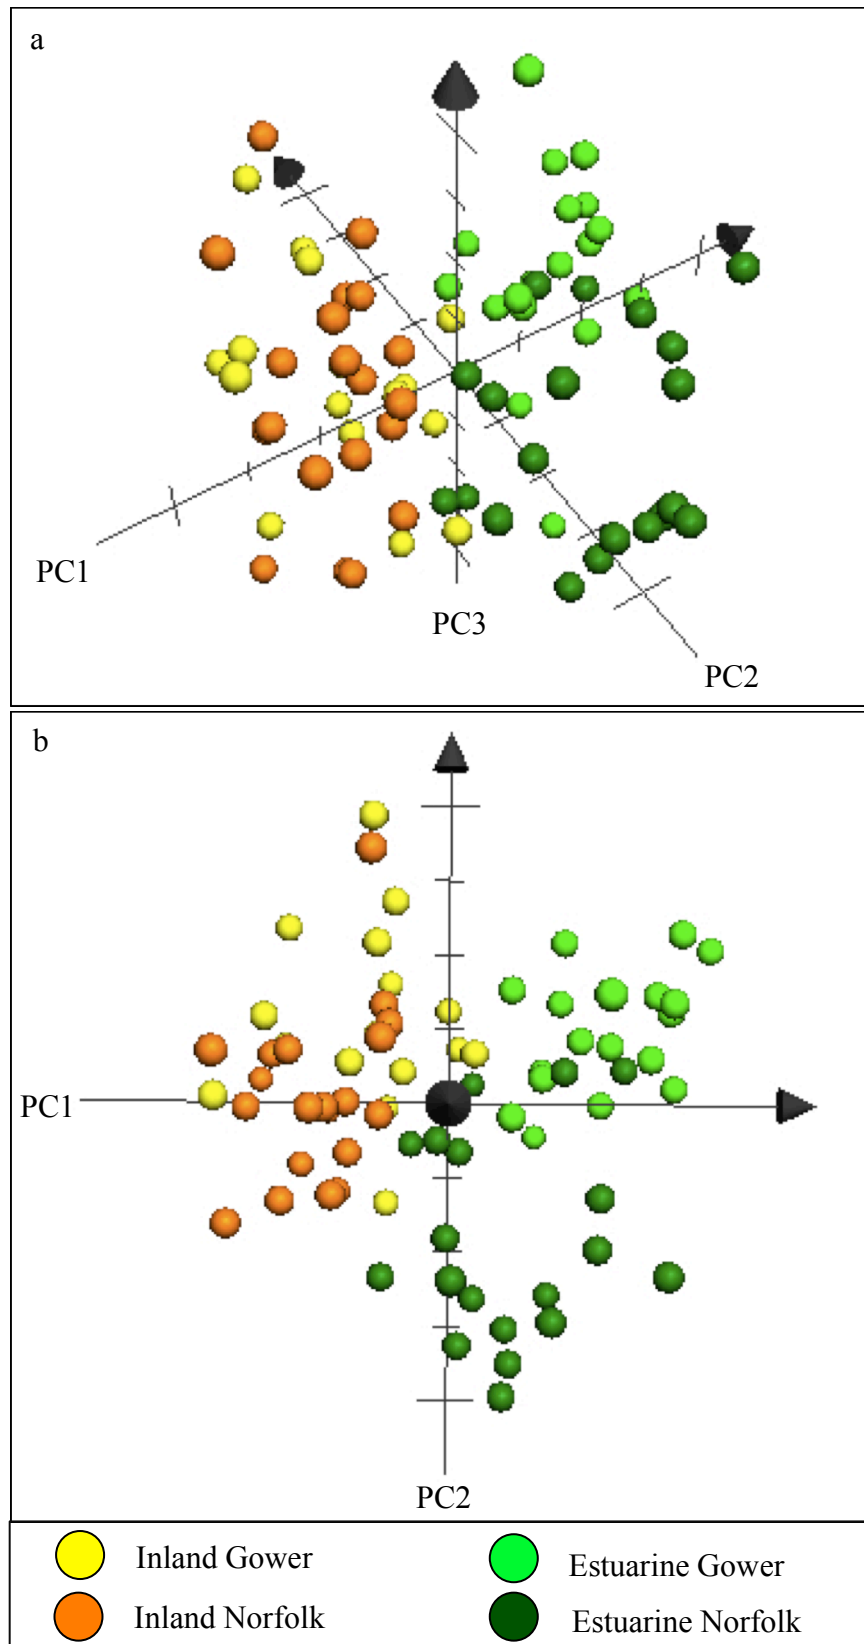 a
PC1
PC3
PC2
b
PC1
PC2
Inland Gower
Estuarine Gower
Inland Norfolk
Estuarine Norfolk